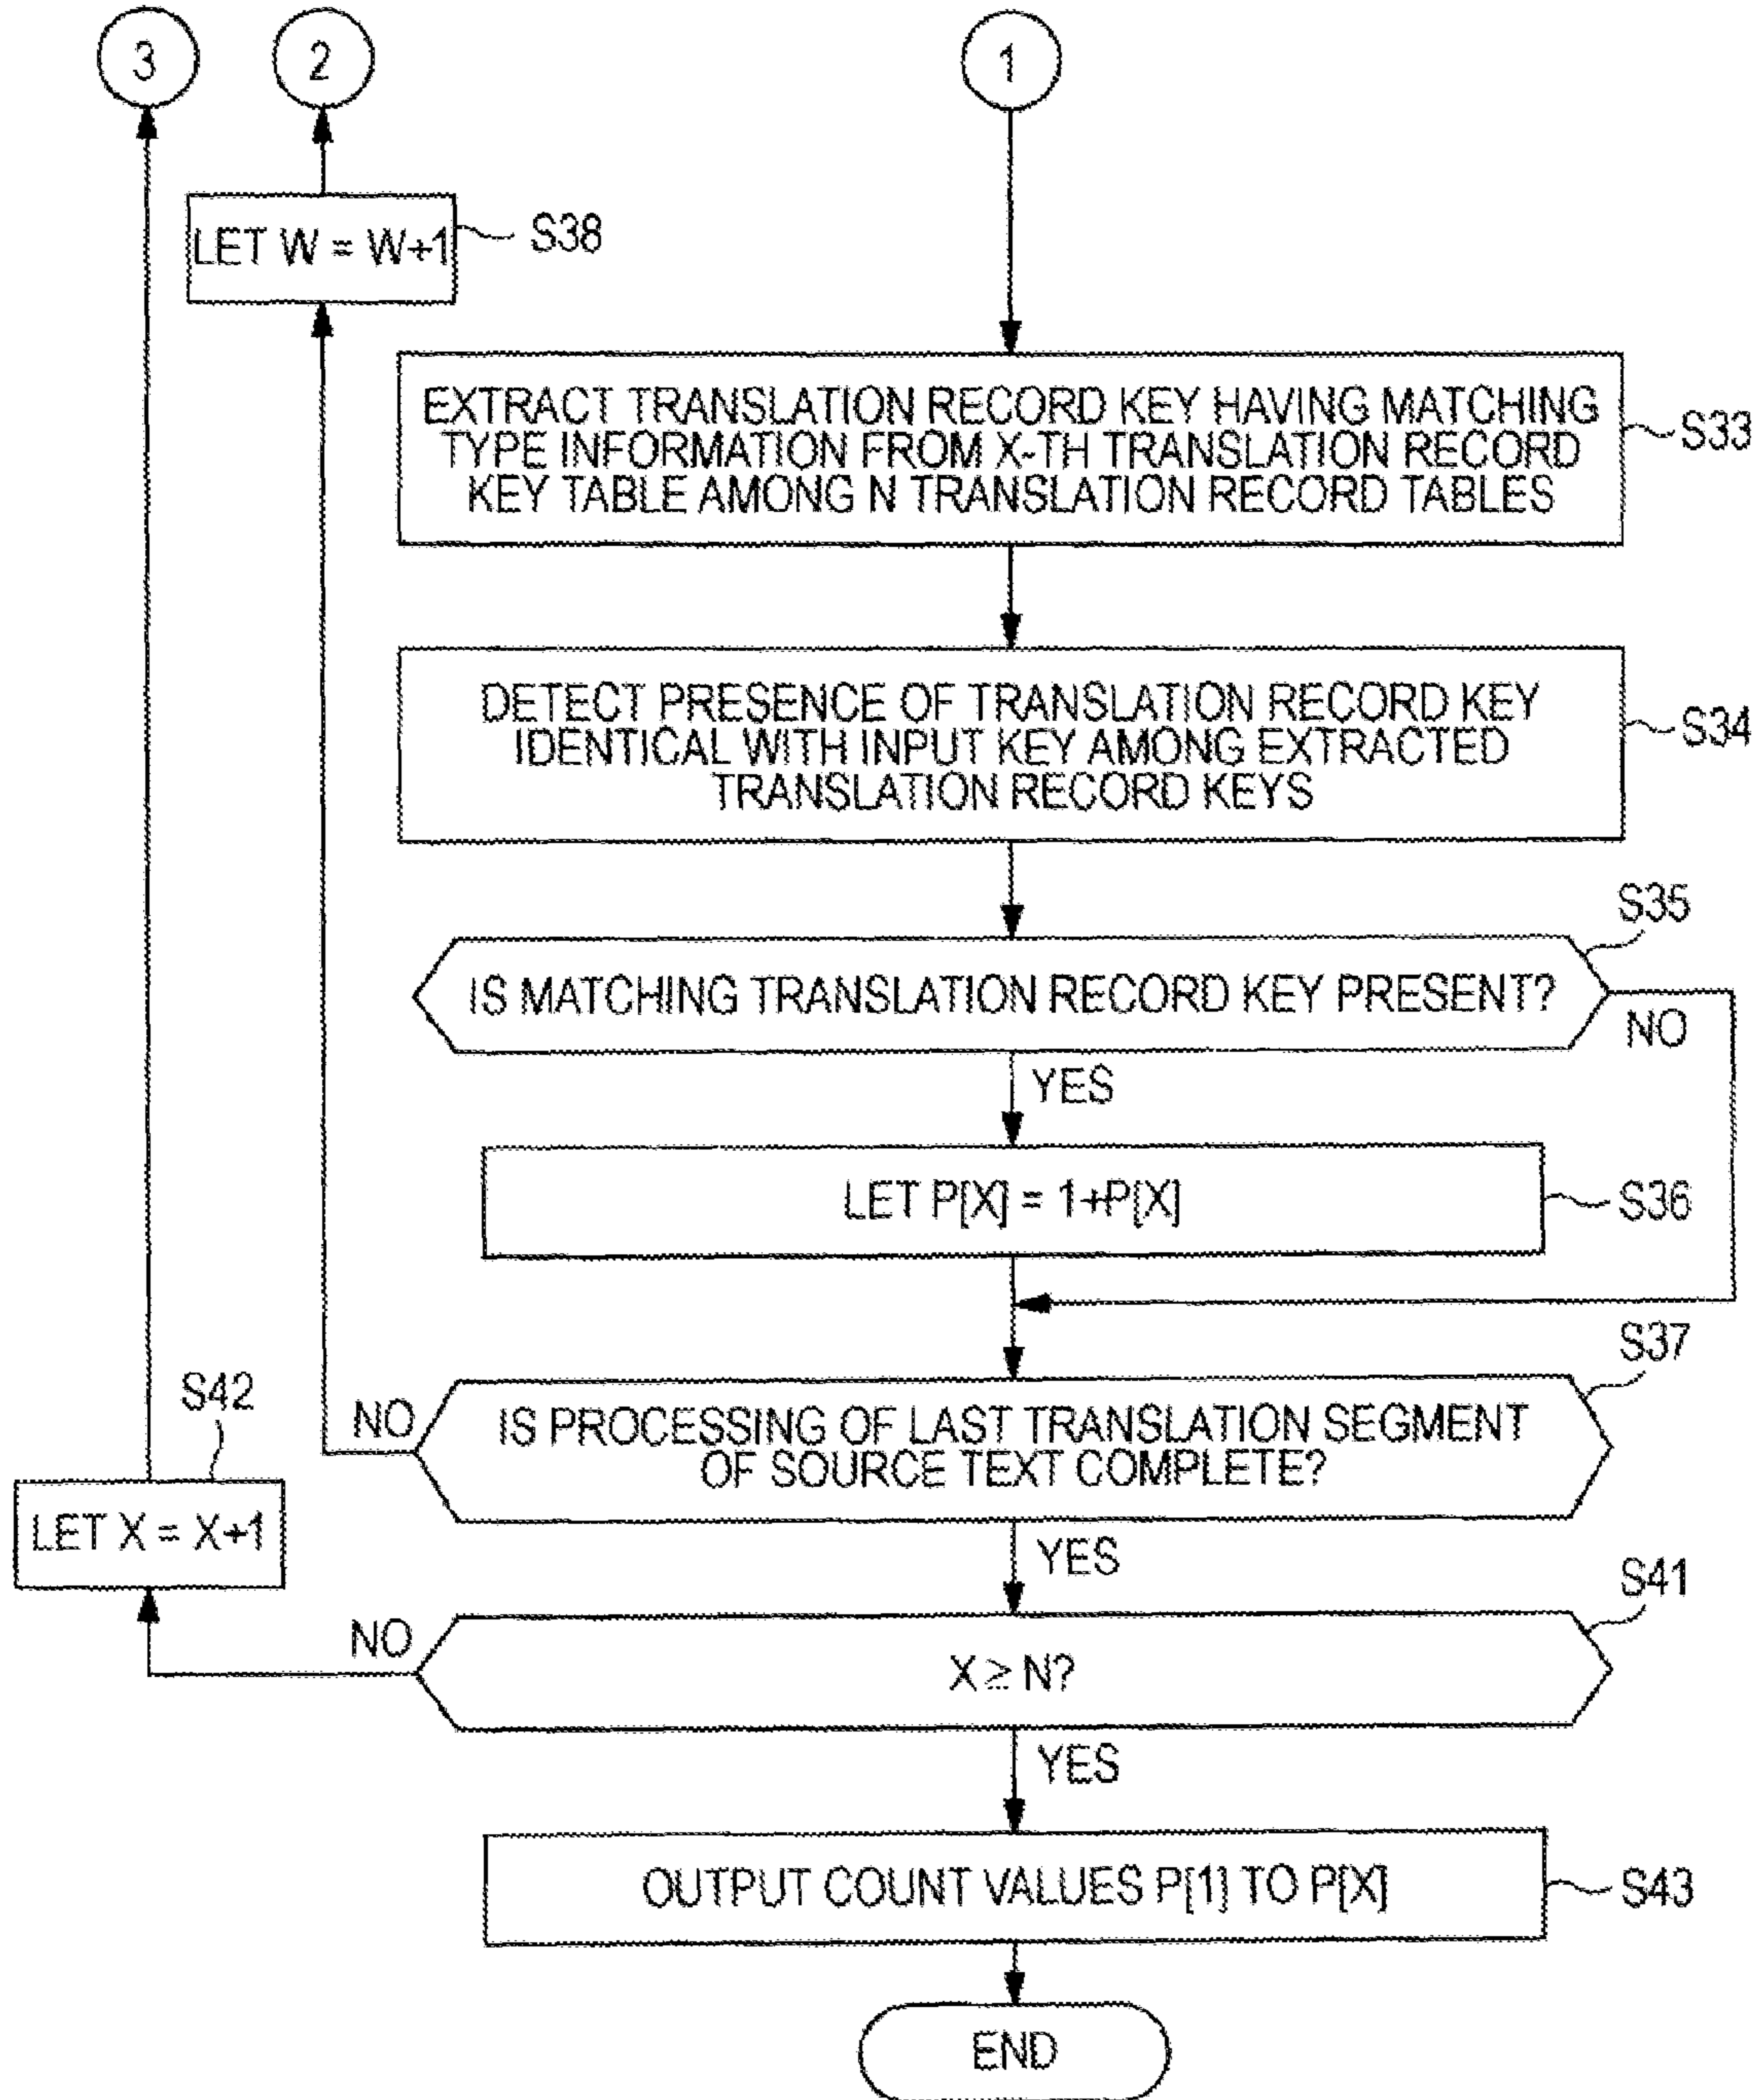 3
2
1
LET W = W+1
S38
EXTRACT TRANSLATION RECORD KEY HAVING MATCHING
TYPE INFORMATION FROM X-TH TRANSLATION RECORD
KEY TABLE AMONG N TRANSLATION RECORD TABLES
S33
DETECT PRESENCE OF TRANSLATION RECORD KEY
IDENTICAL WITH INPUT KEY AMONG EXTRACTED
TRANSLATION RECORD KEYS
S34
S35
IS MATCHING TRANSLATION RECORD KEY PRESENT?
NO
YES
LET P[X] = 1+P[X]
S36
S37
NO
IS PROCESSING OF LAST TRANSLATION SEGMENT
OF SOURCE TEXT COMPLETE?
S42
LET X = X+1
YES
S41
NO
X ≥ N?
YES
OUTPUT COUNT VALUES P[1] TO P[X]
S43
END